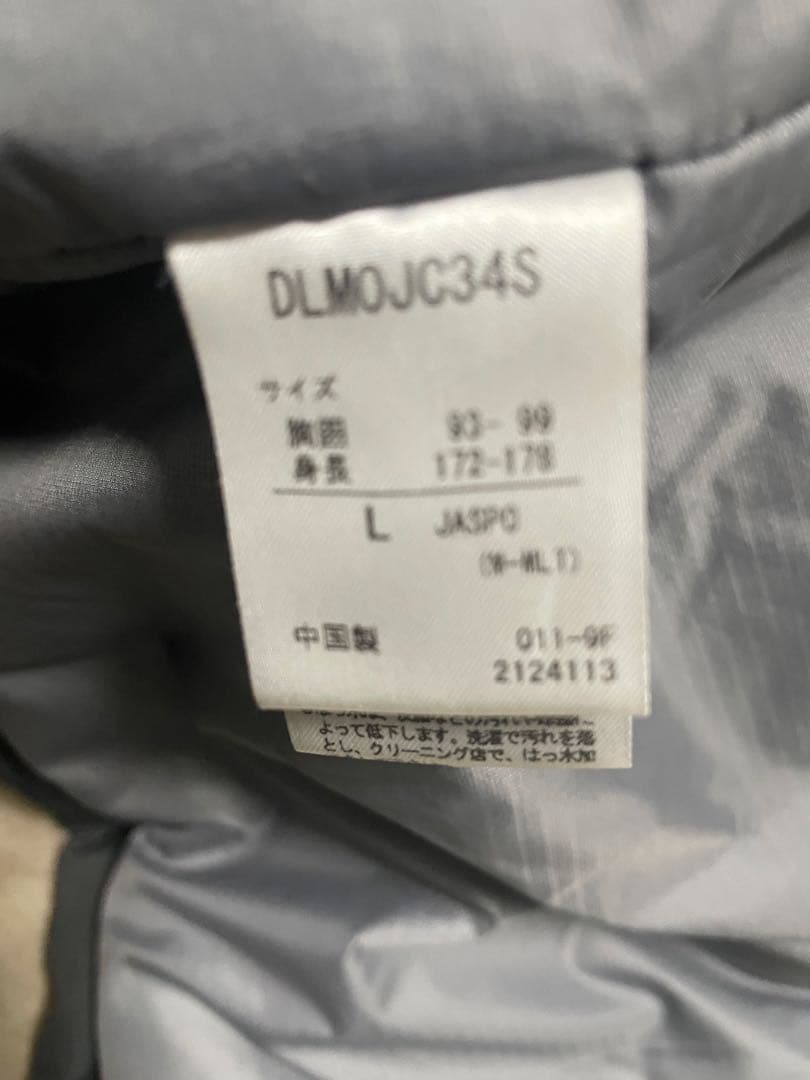 DLMOJC34S
サイズ
胸囲 93-99
身長 172-178
L JASPO
(W-WLT)
中国製 011-9F
2124113
よって低下します。洗濯で汚れを落
とし、クリーニング店で、はっ水加